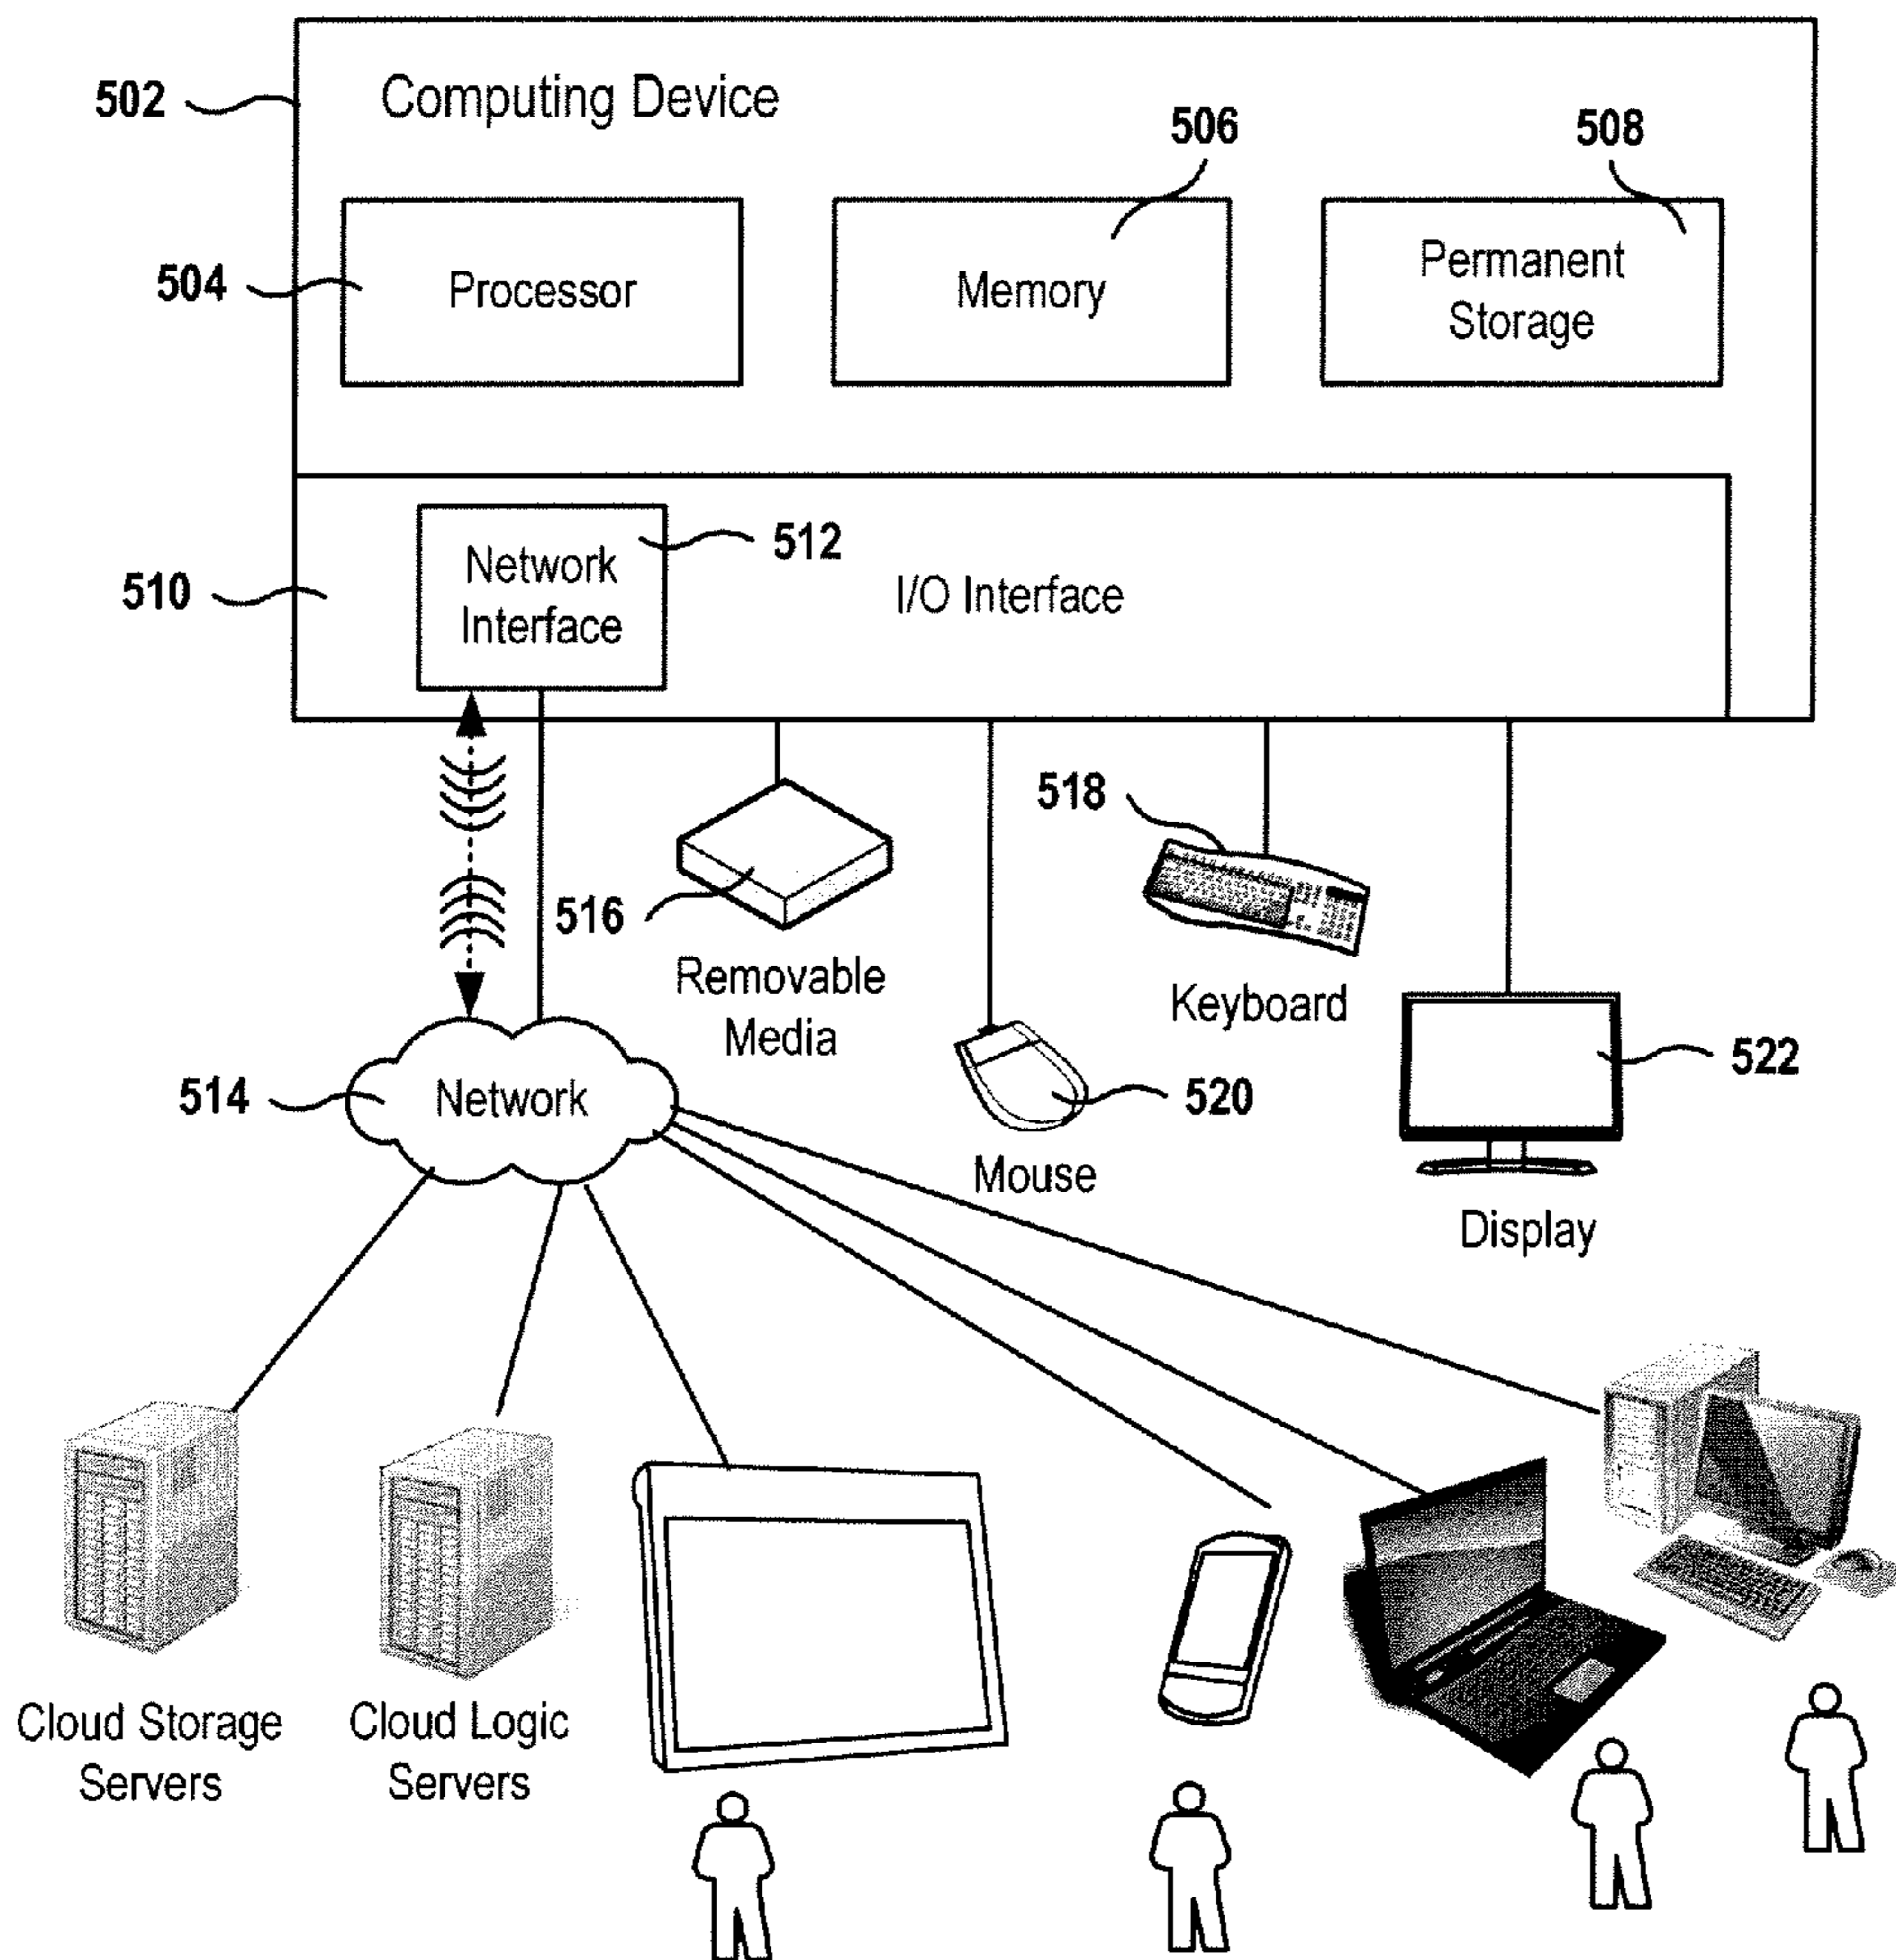 502
Computing Device
506
508
504
Processor
Memory
Permanent
Storage
510
Network
Interface
512
I/O Interface
516
Removable
Media
518
Keyboard
514
Network
520
Mouse
522
Display
Cloud Storage
Servers
Cloud Logic
Servers